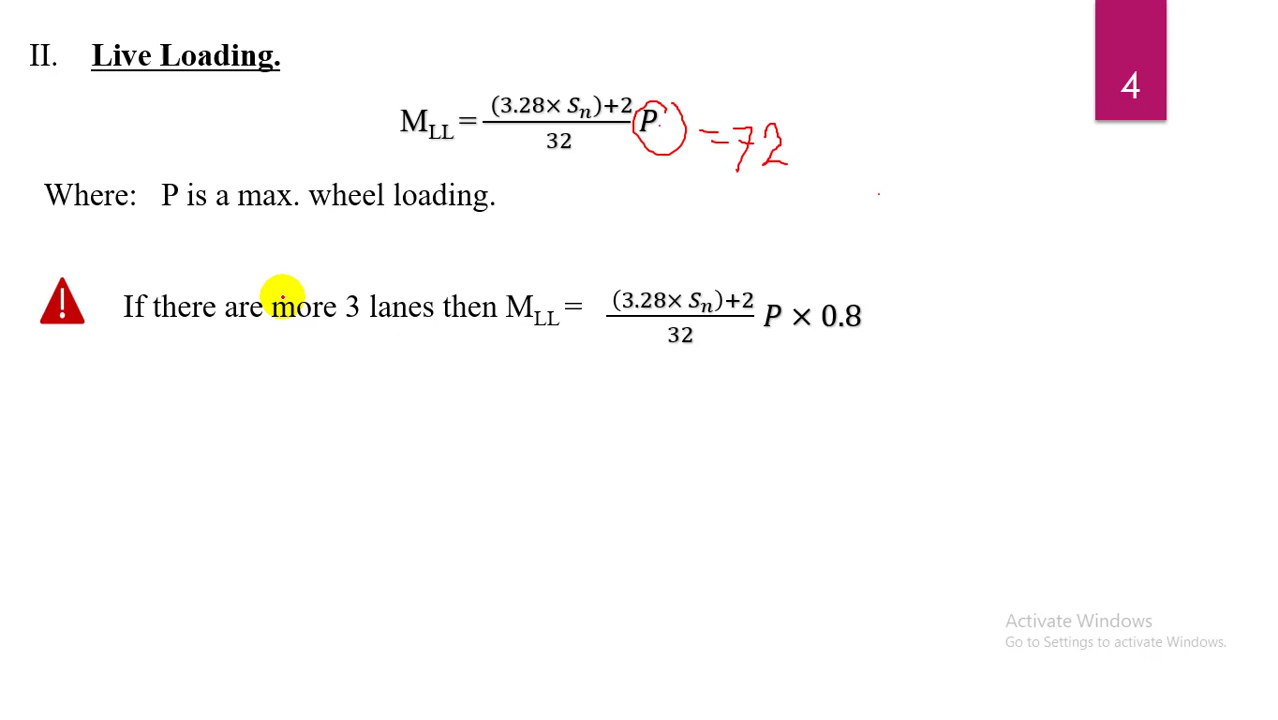 4
II. Live Loading.
M_LL = \frac{(3.28× S_n)+2}{32} P = 72
Where: P is a max. wheel loading.
If there are more 3 lanes then M_LL = \frac{(3.28× S_n)+2}{32} P × 0.8
Activate Windows
Go to Settings to activate Windows.